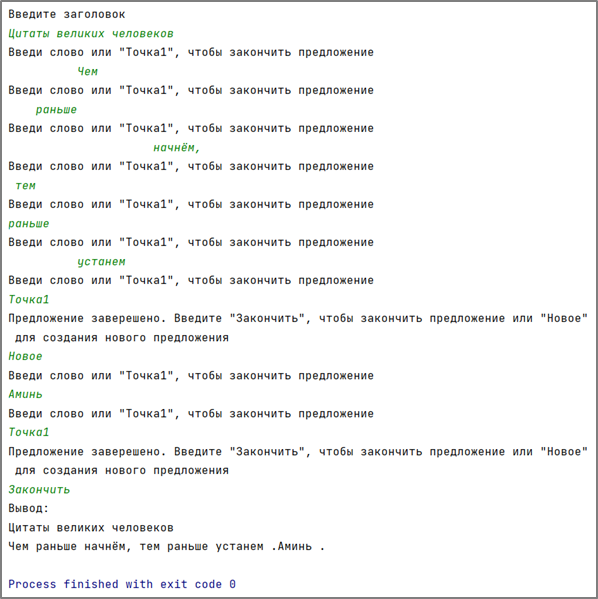 Введите заголовок
Цитаты великих человеков
Введи слово или "Точка1", чтобы закончить предложение
Чем
Введи слово или "Точка1", чтобы закончить предложение
раньше
Введи слово или "Точка1", чтобы закончить предложение
начнём,
Введи слово или "Точка1", чтобы закончить предложение
тем
Введи слово или "Точка1", чтобы закончить предложение
раньше
Введи слово или "Точка1", чтобы закончить предложение
устанем
Введи слово или "Точка1", чтобы закончить предложение
Точка1
Предложение заверешено. Введите "Закончить", чтобы закончить предложение или "Новое"
для создания нового предложения
Новое
Введи слово или "Точка1", чтобы закончить предложение
Аминь
Введи слово или "Точка1", чтобы закончить предложение
Точка1
Предложение заверешено. Введите "Закончить", чтобы закончить предложение или "Новое"
для создания нового предложения
Закончить
Вывод:
Цитаты великих человеков
Чем раньше начнём, тем раньше устанем .Аминь .
Process finished with exit code 0